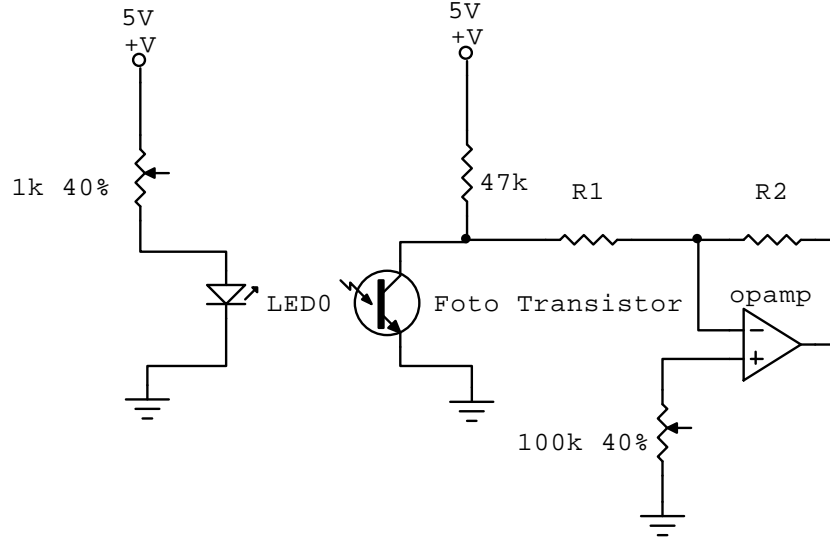 5V
+V
5V
+V
1k 40%
47k
R1
R2
LED0
Foto Transistor
opamp
100k 40%